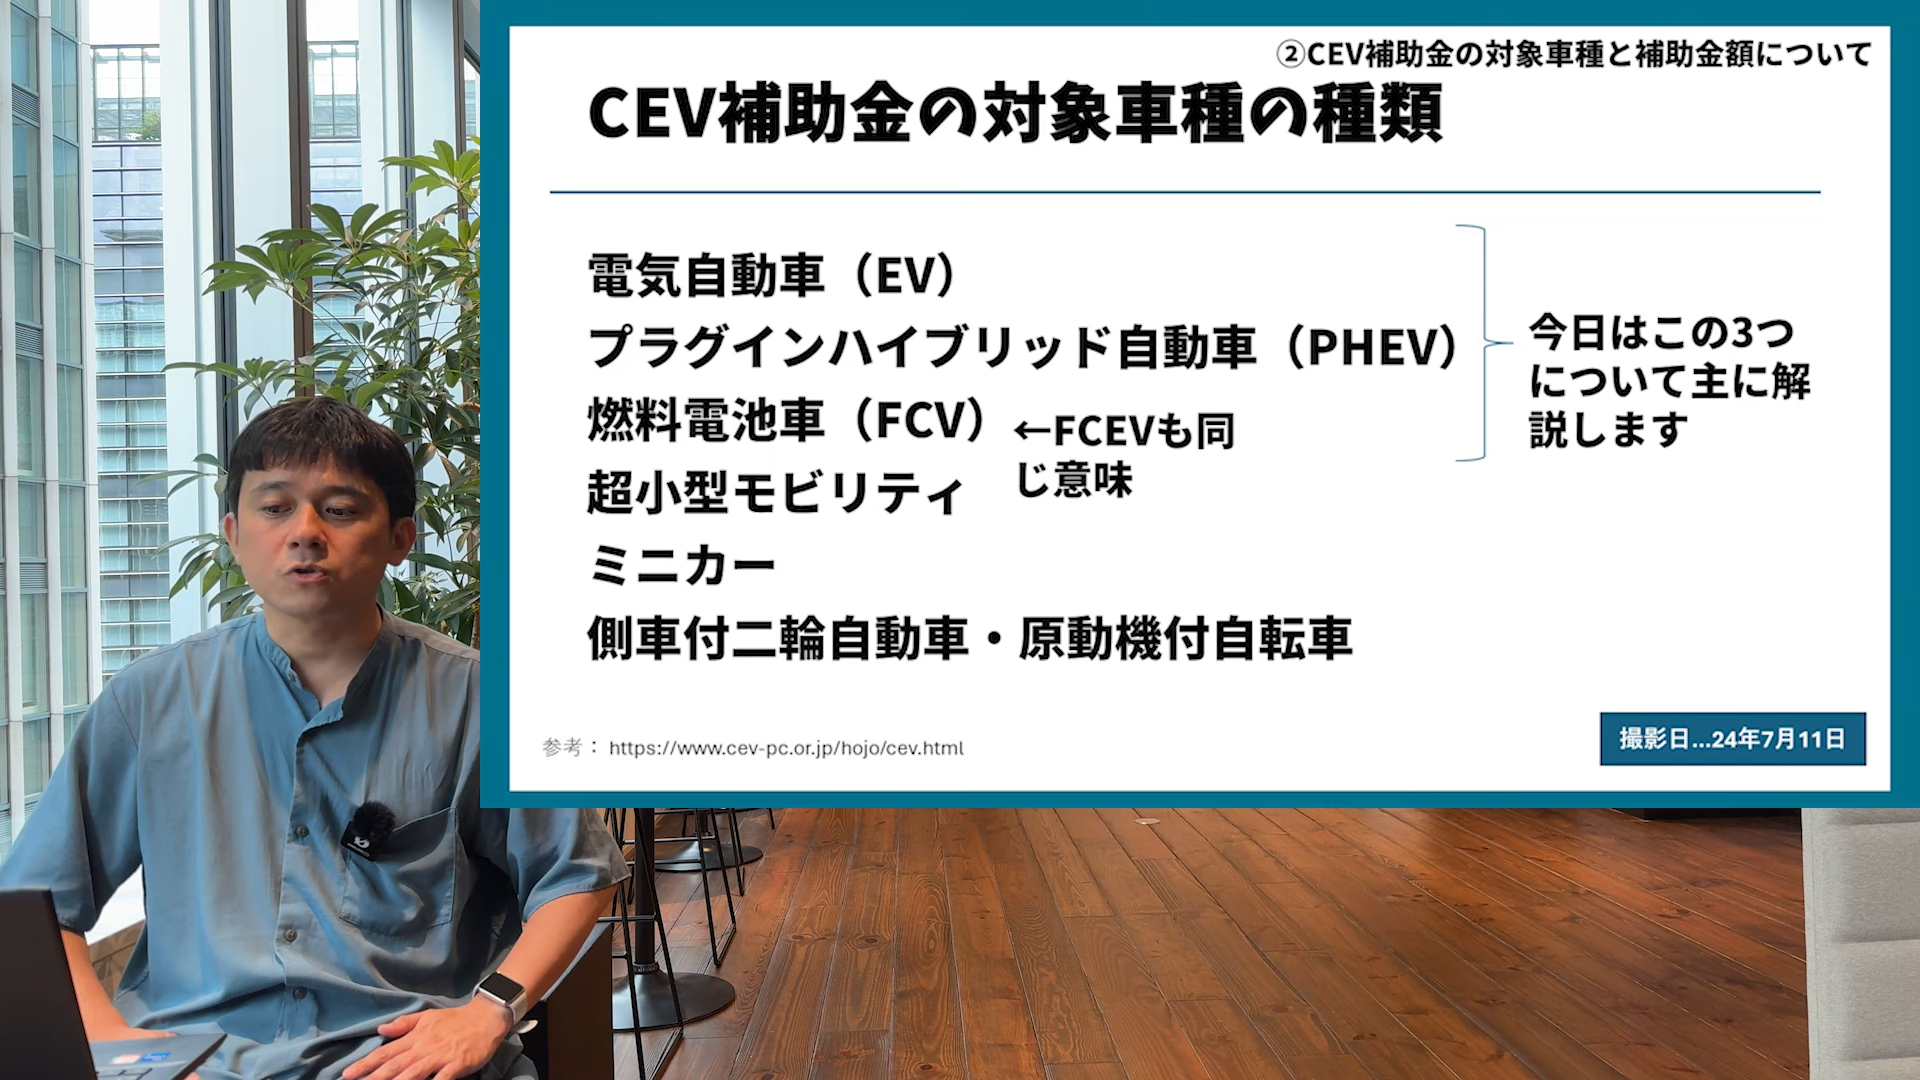 ②CEV補助金の対象車種と補助金額について
CEV補助金の対象車種の種類
電気自動車（EV）
プラグインハイブリッド自動車（PHEV）
燃料電池車（FCV）
←FCEVも同
じ意味
超小型モビリティ
ミニカー
側車付二輪自動車・原動機付自転車
今日はこの3つ
について主に解
説します
参考： https://www.cev-pc.or.jp/hojo/cev.html
撮影日...24年7月11日